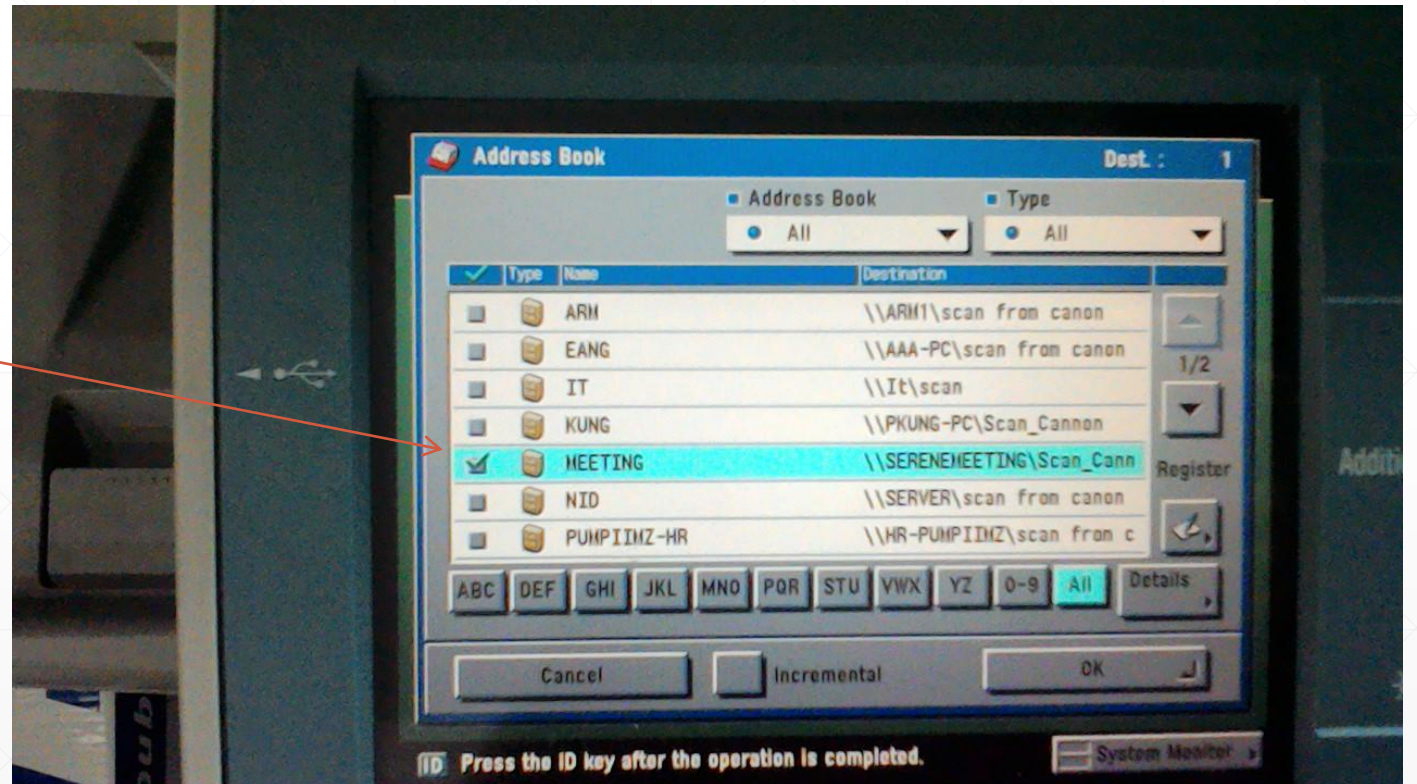 Address Book Dest. : 1
Address Book Type
All All
Type Name Destination
ARM \\ARM1\scan from canon
EANG \\AAA-PC\scan from canon
1/2
IT \\It\scan
KUNG \\PKUNG-PC\Scan_Cannon
MEETING \\SERENEMEETING\Scan_Cann
Register
NID \\SERVER\scan from canon
PUMPIIMZ-HR \\HR-PUMPIIMZ\scan from c
ABC DEF GHI JKL MNO PQR STU VWX YZ 0-9 All Details
Cancel Incremental OK
ID Press the ID key after the operation is completed. System Monitor